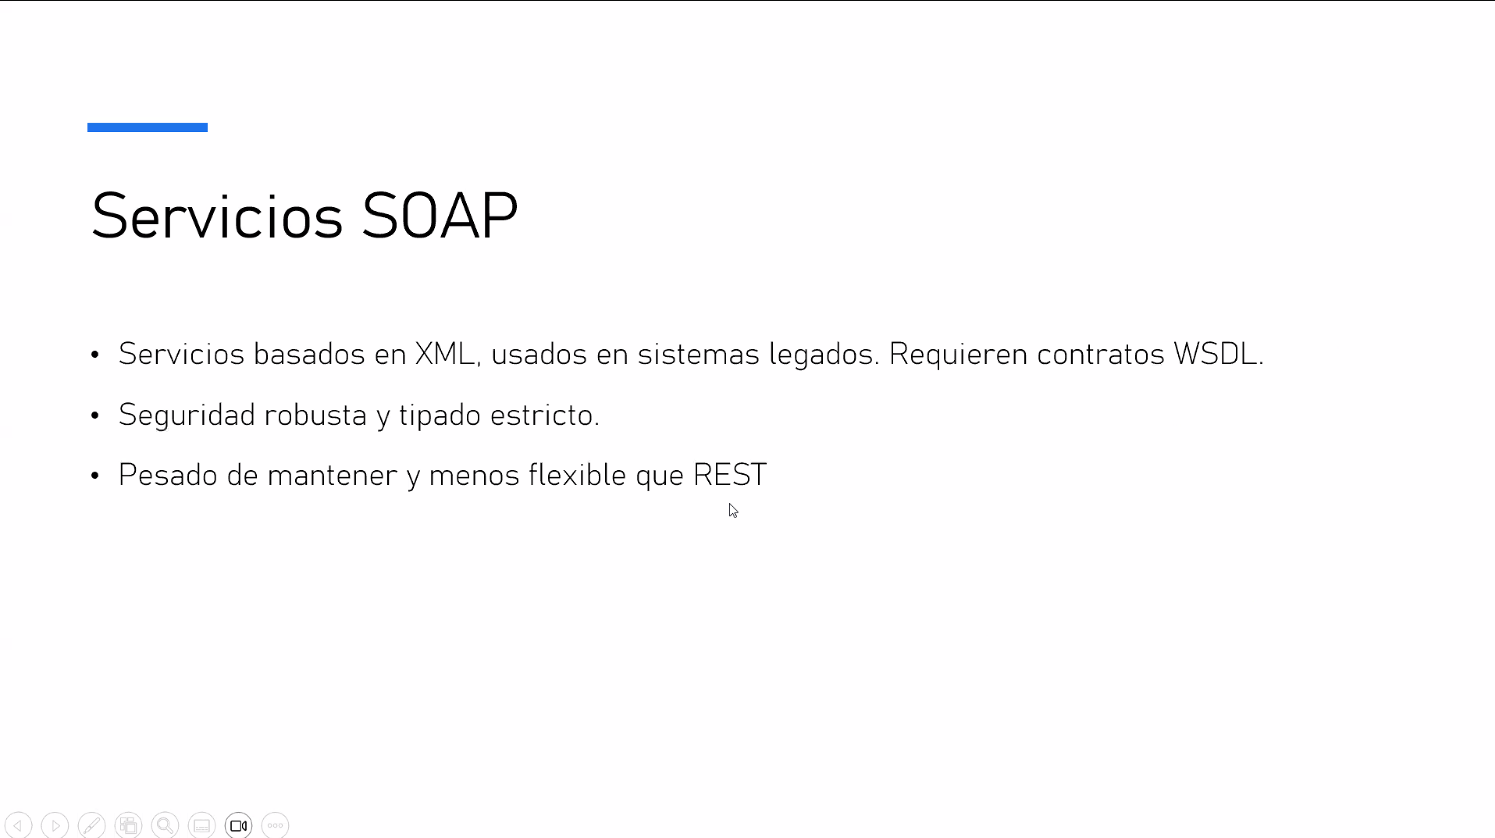 Servicios SOAP
• Servicios basados en XML, usados en sistemas legados. Requieren contratos WSDL.
• Seguridad robusta y tipado estricto.
• Pesado de mantener y menos flexible que REST